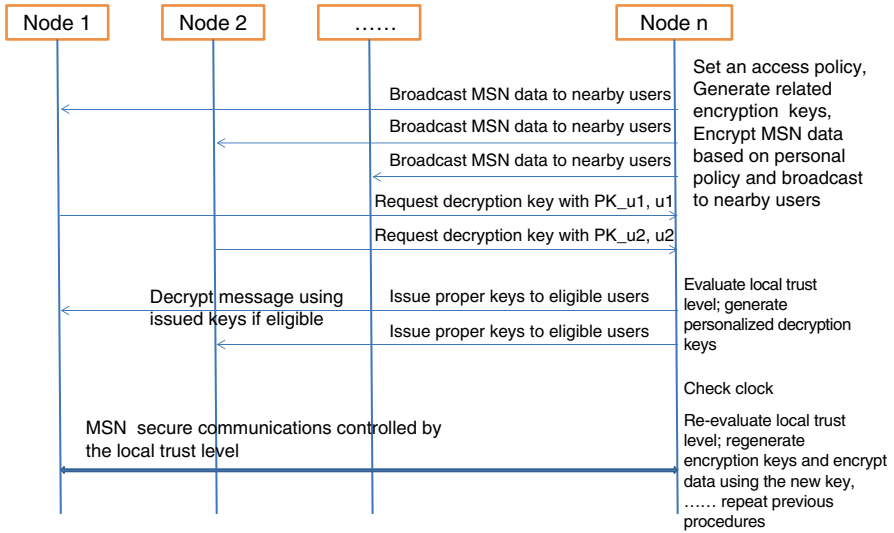 Node 1
Node 2
......
Node n
Set an access policy,
Generate related
encryption keys,
Encrypt MSN data
based on personal
policy and broadcast
to nearby users
Broadcast MSN data to nearby users
Broadcast MSN data to nearby users
Broadcast MSN data to nearby users
Request decryption key with PK_u1, u1
Request decryption key with PK_u2, u2
Decrypt message using
issued keys if eligible
Issue proper keys to eligible users
Issue proper keys to eligible users
Evaluate local trust
level; generate
personalized decryption
keys
Check clock
MSN secure communications controlled by
the local trust level
Re-evaluate local trust
level; regenerate
encryption keys and encrypt
data using the new key,
...... repeat previous
procedures